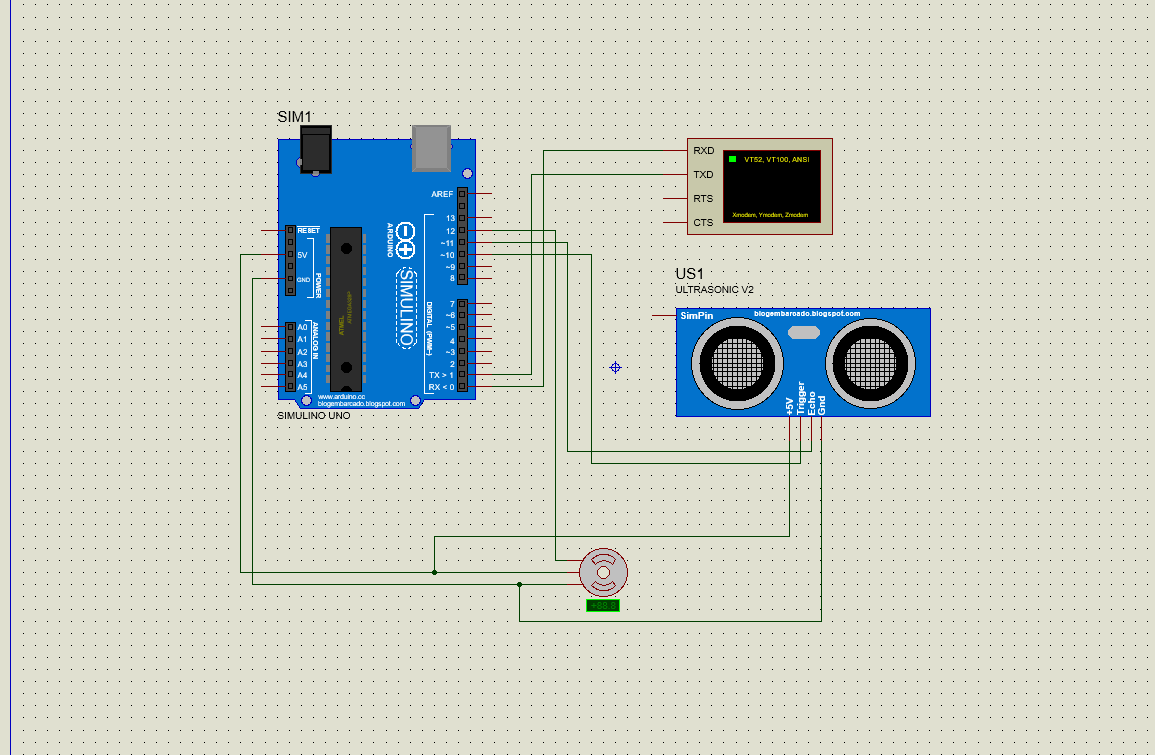 SIM1
AREF
13
12
~11
~10
~9
8
RESET
5V
GND
POWER
ARDUINO
SIMULINO
ATMEL
7
~6
~5
4
~3
2
TX > 1
RX < 0
DIGITAL (PWM~)
A0
A1
A2
A3
A4
A5
ANALOG IN
www.arduino.cc
blogembarcado.blogspot.com
SIMULINO UNO
RXD
TXD
RTS
CTS
VT52, VT100, ANSI
Xmodem, Ymodem, Zmodem
US1
ULTRASONIC V2
SimPin
blogembarcado.blogspot.com
+5V
Trigger
Echo
Gnd